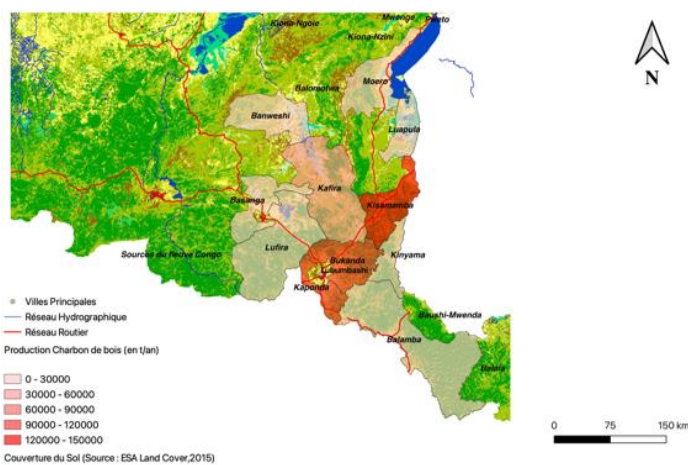 Kiona-Ngoie
Mwenge
Pweto
Kiona-Nzini
Moero
Balomotwa
N
Banweshi
Luapula
Kafira
Basanga
Kisamamba
Lufira
Kinyama
Sources du fleuve Congo
Bukanda
Lubumbashi
Kaponda
Baushi-Mwenda
Balamba
Balala
Villes Principales
Réseau Hydrographique
Réseau Routier
Production Charbon de bois (en t/an)
0 - 30000
30000 - 60000
60000 - 90000
90000 - 120000
120000 - 150000
0 75 150 km
Couverture du Sol (Source : ESA Land Cover,2015)